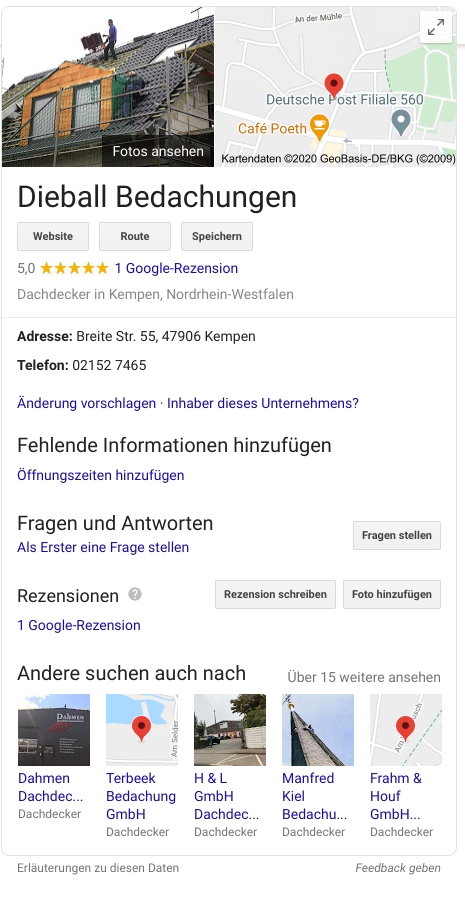 An der Mühle
Deutsche Post Filiale 560
Café Poeth
Fotos ansehen
Kartendaten ©2020 GeoBasis-DE/BKG (©2009)
Dieball Bedachungen
Website
Route
Speichern
5,0
1 Google-Rezension
Dachdecker in Kempen, Nordrhein-Westfalen
Adresse: Breite Str. 55, 47906 Kempen
Telefon: 02152 7465
Änderung vorschlagen · Inhaber dieses Unternehmens?
Fehlende Informationen hinzufügen
Öffnungszeiten hinzufügen
Fragen und Antworten
Fragen stellen
Als Erster eine Frage stellen
Rezensionen ?
Rezension schreiben
Foto hinzufügen
1 Google-Rezension
Andere suchen auch nach
Über 15 weitere ansehen
DAHMEN
Am Selder
Dahmen
Dachdec...
Dachdecker
Terbeek
Bedachung
GmbH
Dachdecker
H & L
GmbH
Dachdec...
Dachdecker
Manfred
Kiel
Bedachu...
Dachdecker
Frahm &
Houf
GmbH...
Dachdecker
Erläuterungen zu diesen Daten
Feedback geben